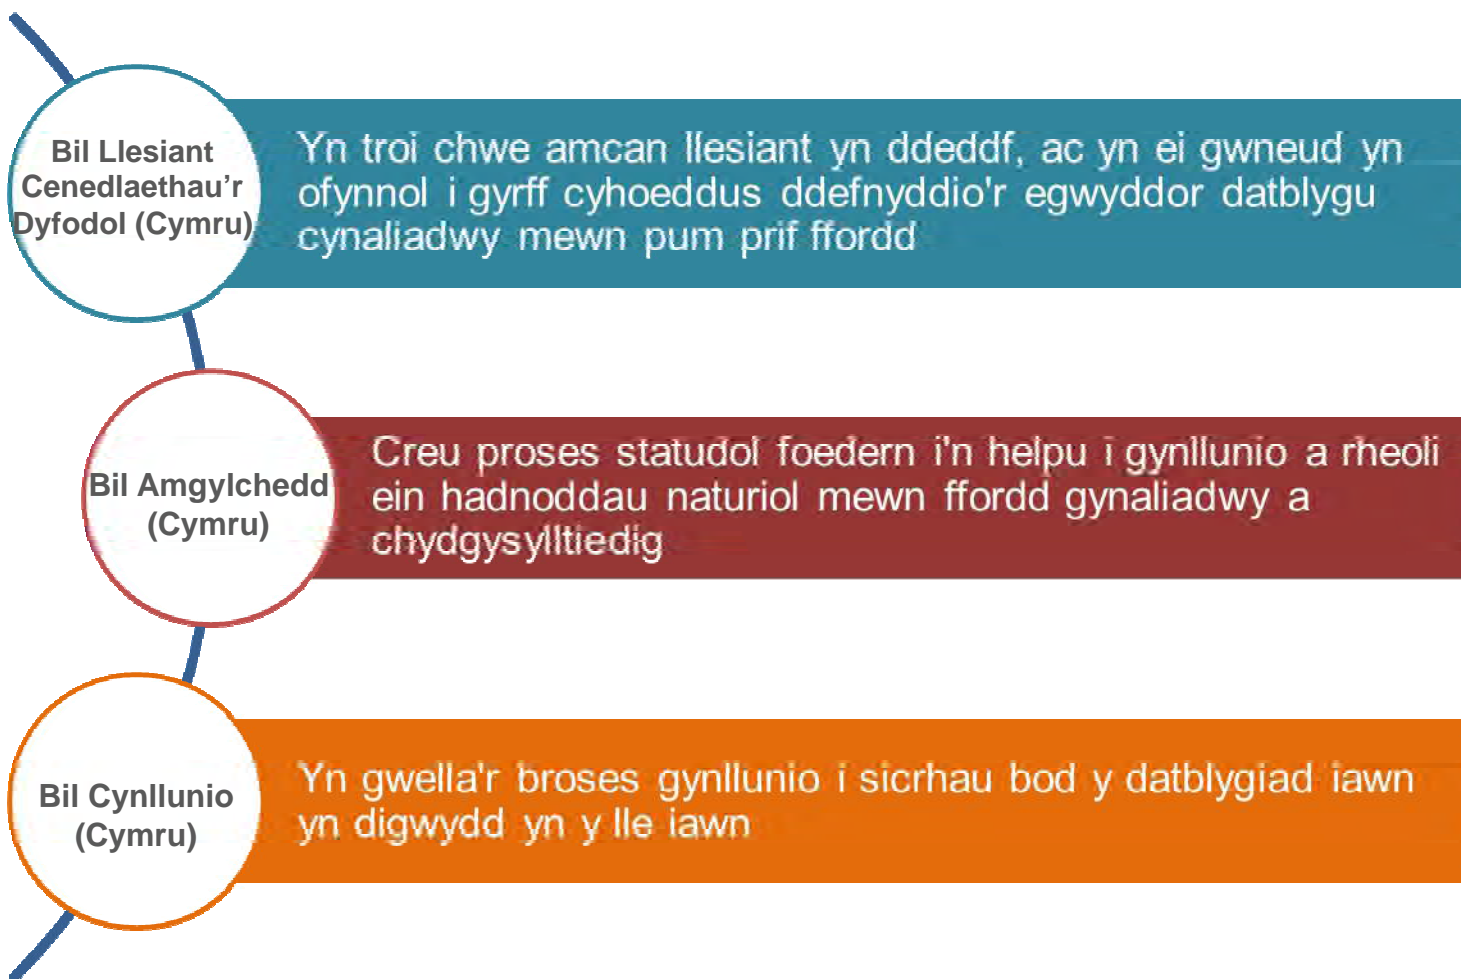 Bil Llesiant
Cenedlaethau’r
Dyfodol (Cymru)
Yn troi chwe amcan llesiant yn ddeddf, ac yn ei gwneud yn
ofynnol i gyrff cyhoeddus ddefnyddio'r egwyddor datblygu
cynaliadwy mewn pum prif ffordd
Bil Amgylchedd
(Cymru)
Creu proses statudol foedern i'n helpu i gynllunio a rheoli
ein hadnoddau naturiol mewn ffordd gynaliadwy a
chydgysylltiedig
Bil Cynllunio
(Cymru)
Yn gwella'r broses gynllunio i sicrhau bod y datblygiad iawn
yn digwydd yn y lle iawn